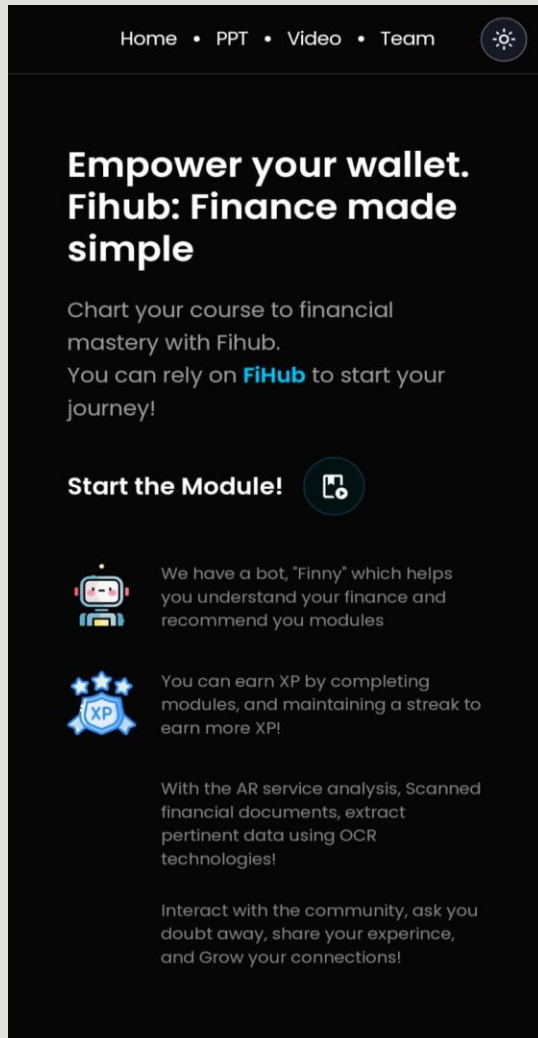 Home • PPT • Video • Team
Empower your wallet.
Fihub: Finance made
simple
Chart your course to financial
mastery with Fihub.
You can rely on FiHub to start your
journey!
Start the Module!
We have a bot, "Finny" which helps
you understand your finance and
recommend you modules
XP
You can earn XP by completing
modules, and maintaining a streak to
earn more XP!
With the AR service analysis, Scanned
financial documents, extract
pertinent data using OCR
technologies!
Interact with the community, ask you
doubt away, share your experince,
and Grow your connections!